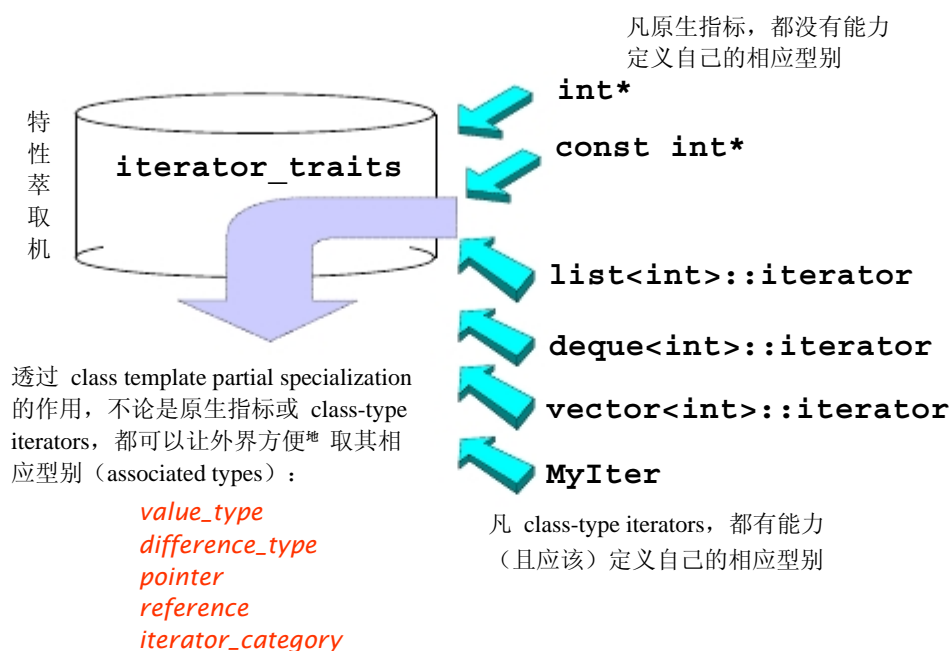 凡原生指标，都没有能力
定义自己的相应型别
int*
const int*
特
性
萃
取
机
iterator_traits
list<int>::iterator
deque<int>::iterator
vector<int>::iterator
MyIter
透过 class template partial specialization
的作用，不论是原生指标或 class-type
iterators，都可以让外界方便地 取其相
应型别（associated types）：
value_type
difference_type
pointer
reference
iterator_category
凡 class-type iterators，都有能力
（且应该）定义自己的相应型别